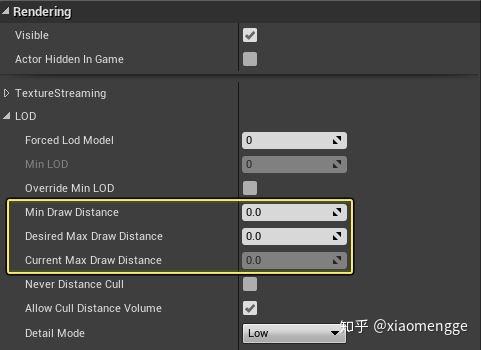 Rendering
Visible
Actor Hidden In Game
TextureStreaming
LOD
Forced Lod Model 0
Min LOD 0
Override Min LOD
Min Draw Distance 0.0
Desired Max Draw Distance 0.0
Current Max Draw Distance 0.0
Never Distance Cull
Allow Cull Distance Volume
Detail Mode Low
知乎 @xiaomengge